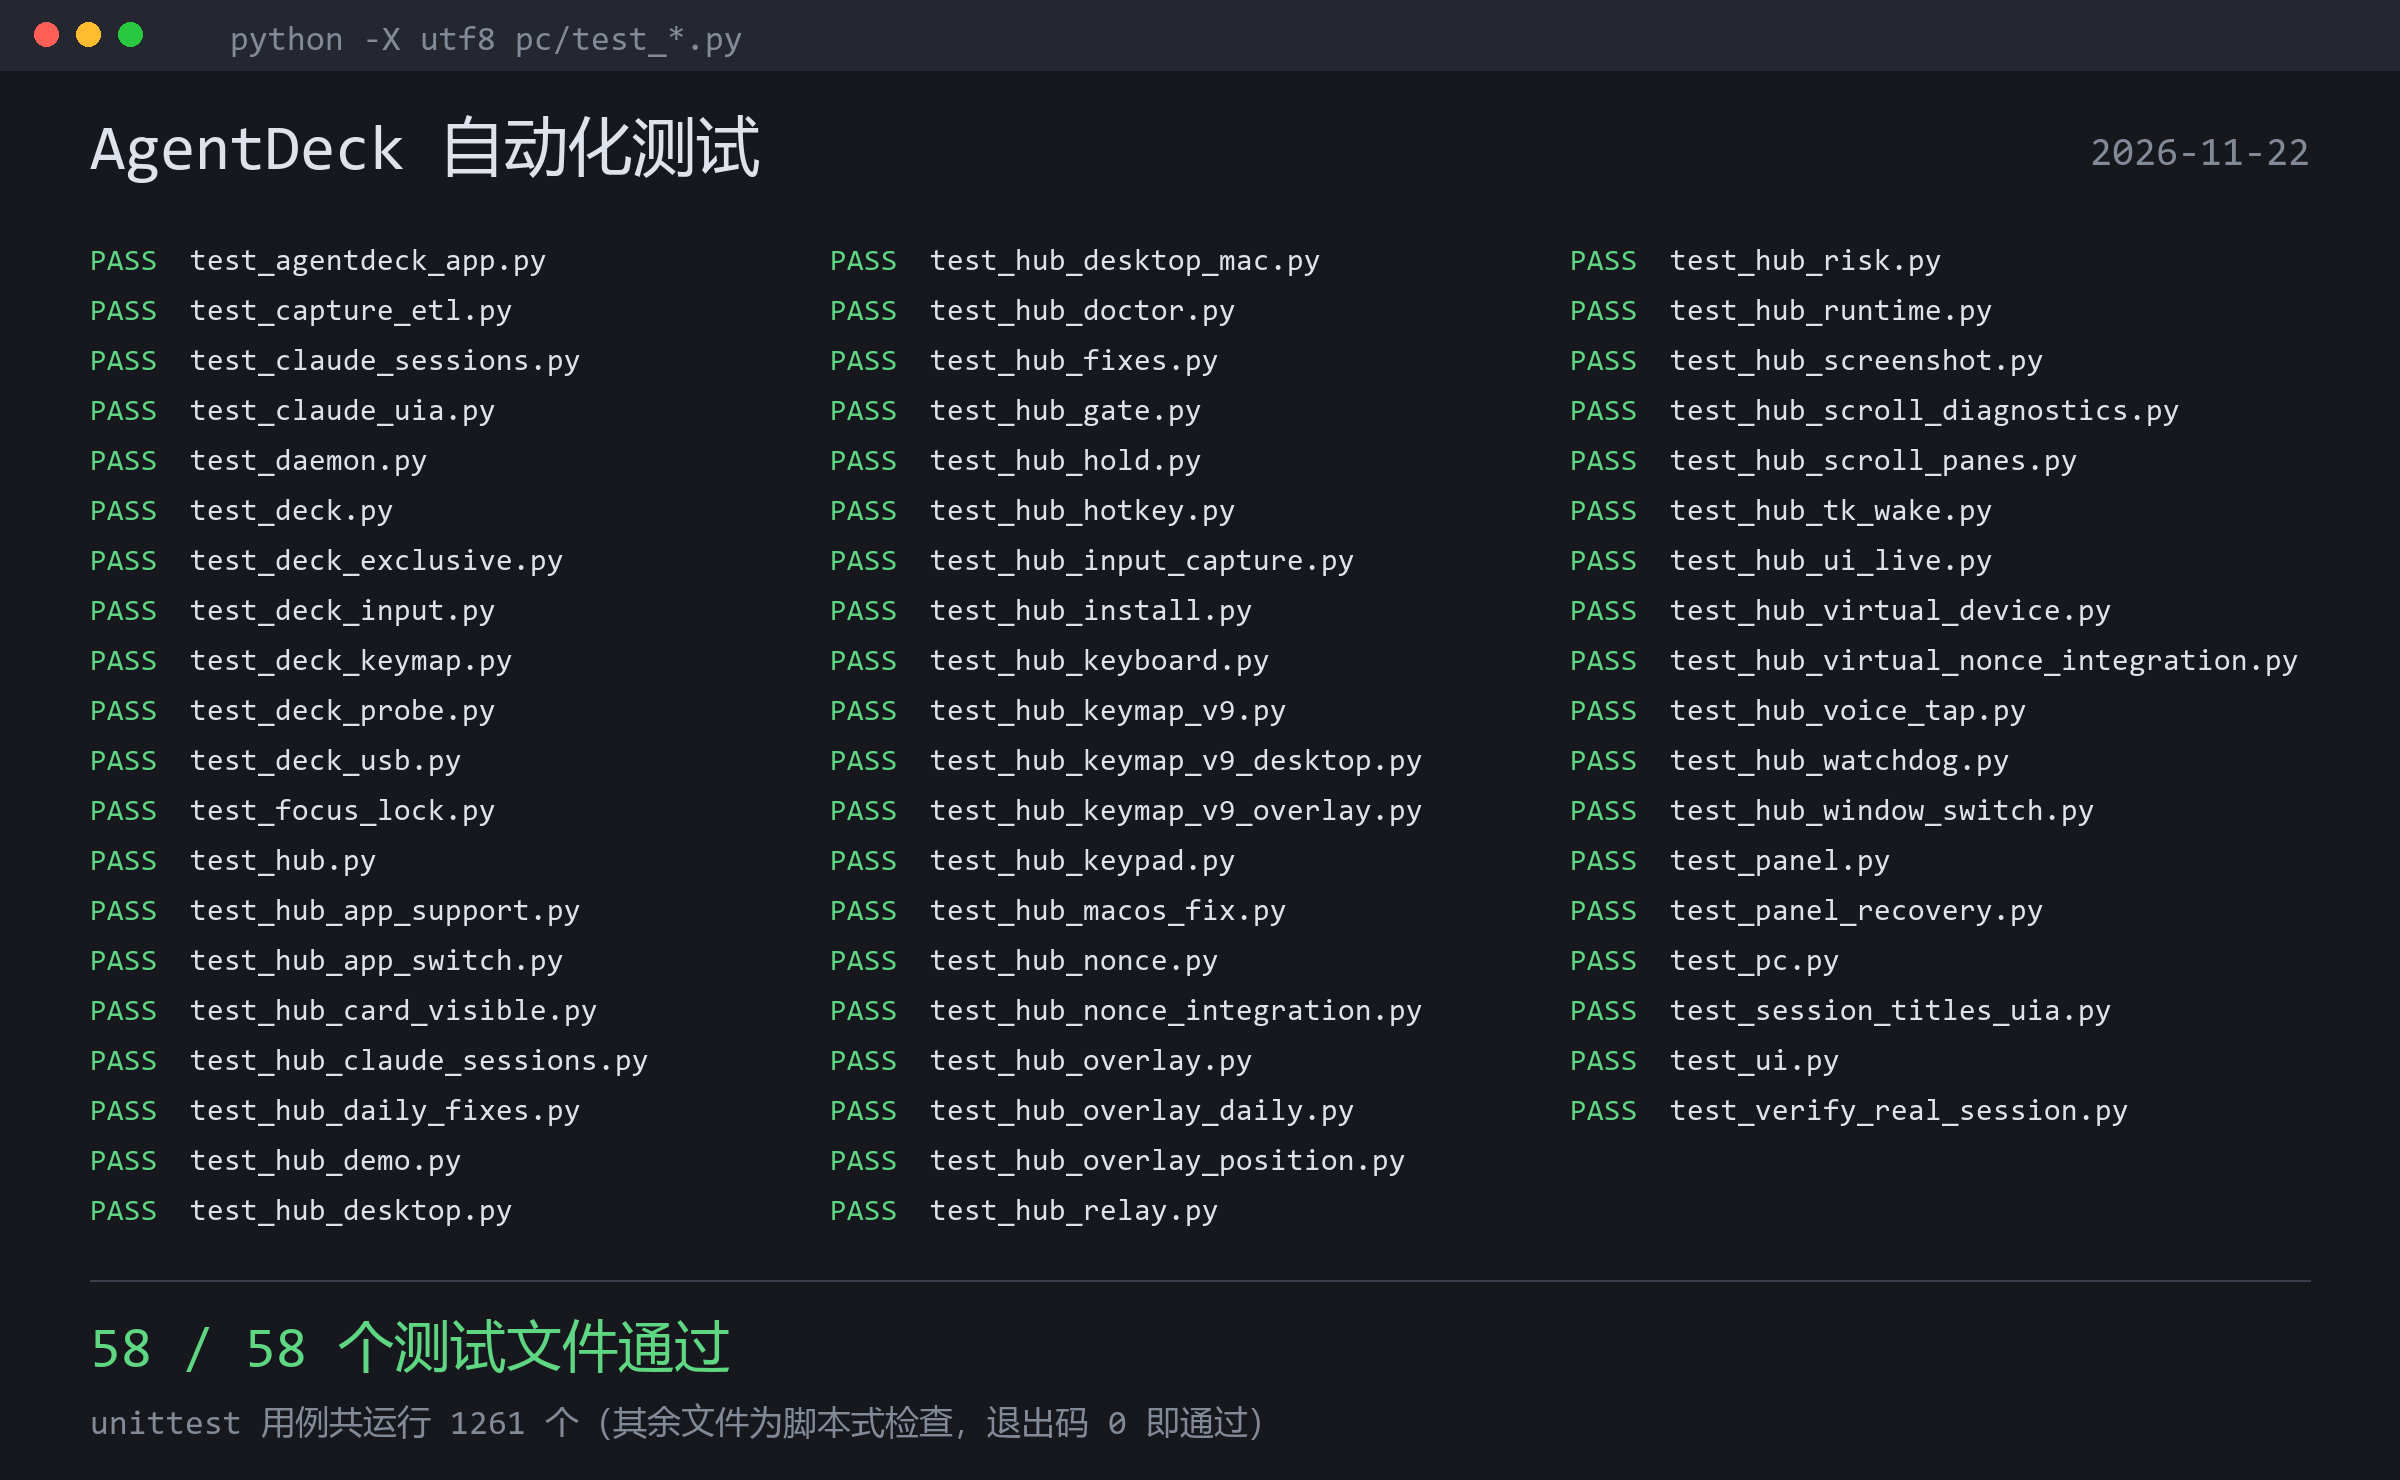 python -X utf8 pc/test_*.py
AgentDeck 自动化测试
2026-11-22
PASS test_agentdeck_app.py
PASS test_capture_etl.py
PASS test_claude_sessions.py
PASS test_claude_uia.py
PASS test_daemon.py
PASS test_deck.py
PASS test_deck_exclusive.py
PASS test_deck_input.py
PASS test_deck_keymap.py
PASS test_deck_probe.py
PASS test_deck_usb.py
PASS test_focus_lock.py
PASS test_hub.py
PASS test_hub_app_support.py
PASS test_hub_app_switch.py
PASS test_hub_card_visible.py
PASS test_hub_claude_sessions.py
PASS test_hub_daily_fixes.py
PASS test_hub_demo.py
PASS test_hub_desktop.py
PASS test_hub_desktop_mac.py
PASS test_hub_doctor.py
PASS test_hub_fixes.py
PASS test_hub_gate.py
PASS test_hub_hold.py
PASS test_hub_hotkey.py
PASS test_hub_input_capture.py
PASS test_hub_install.py
PASS test_hub_keyboard.py
PASS test_hub_keymap_v9.py
PASS test_hub_keymap_v9_desktop.py
PASS test_hub_keymap_v9_overlay.py
PASS test_hub_keypad.py
PASS test_hub_macos_fix.py
PASS test_hub_nonce.py
PASS test_hub_nonce_integration.py
PASS test_hub_overlay.py
PASS test_hub_overlay_daily.py
PASS test_hub_overlay_position.py
PASS test_hub_relay.py
PASS test_hub_risk.py
PASS test_hub_runtime.py
PASS test_hub_screenshot.py
PASS test_hub_scroll_diagnostics.py
PASS test_hub_scroll_panes.py
PASS test_hub_tk_wake.py
PASS test_hub_ui_live.py
PASS test_hub_virtual_device.py
PASS test_hub_virtual_nonce_integration.py
PASS test_hub_voice_tap.py
PASS test_hub_watchdog.py
PASS test_hub_window_switch.py
PASS test_panel.py
PASS test_panel_recovery.py
PASS test_pc.py
PASS test_session_titles_uia.py
PASS test_ui.py
PASS test_verify_real_session.py
58 / 58 个测试文件通过
unittest 用例共运行 1261 个（其余文件为脚本式检查，退出码 0 即通过）